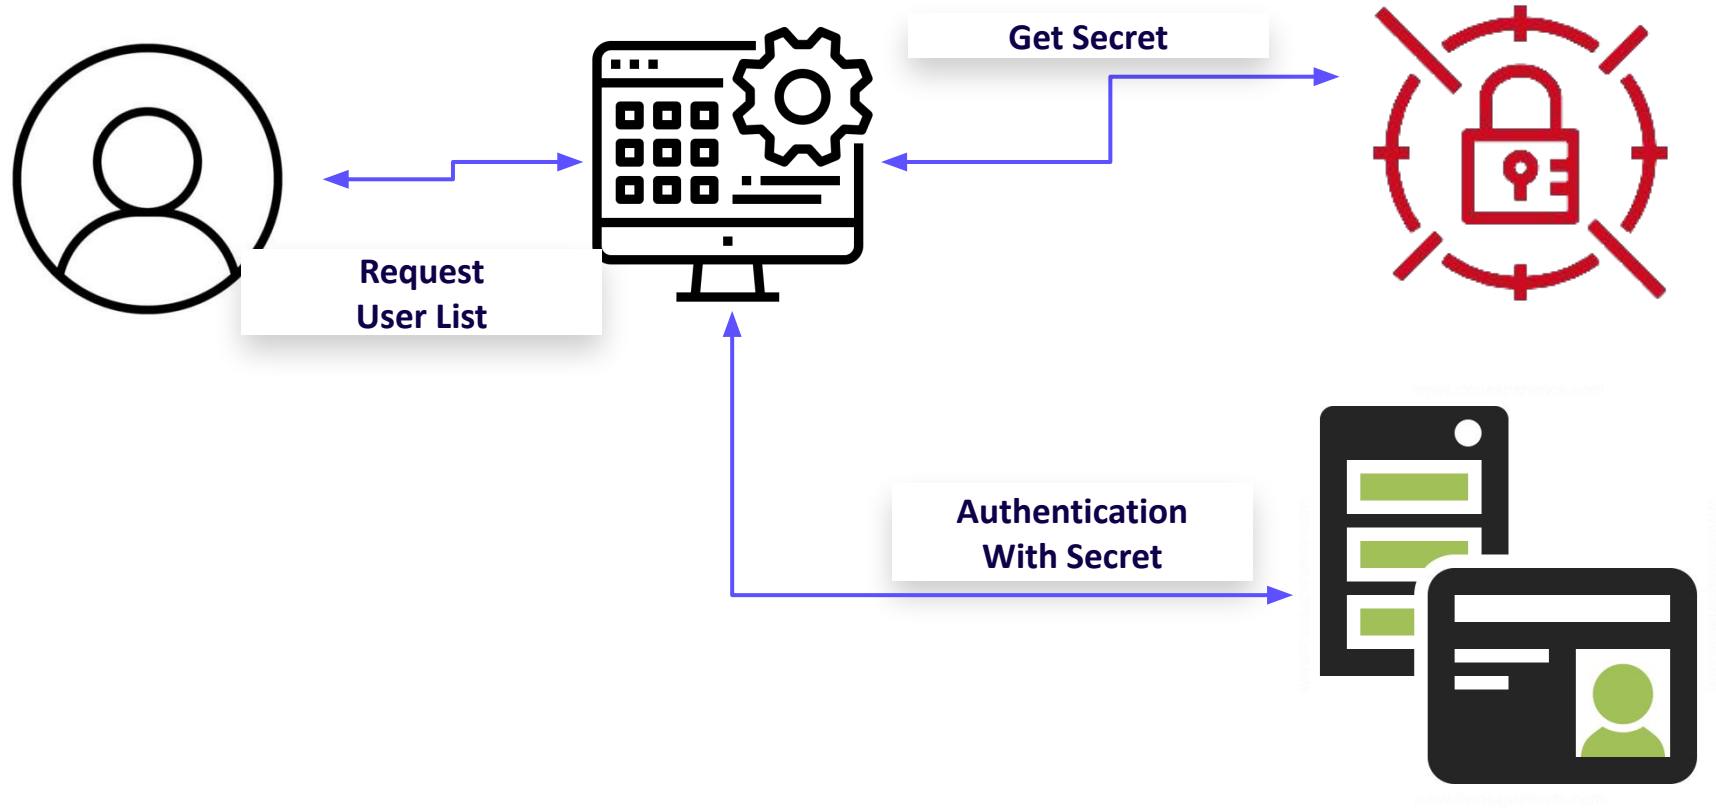 Get Secret
Request
User List
Authentication
With Secret